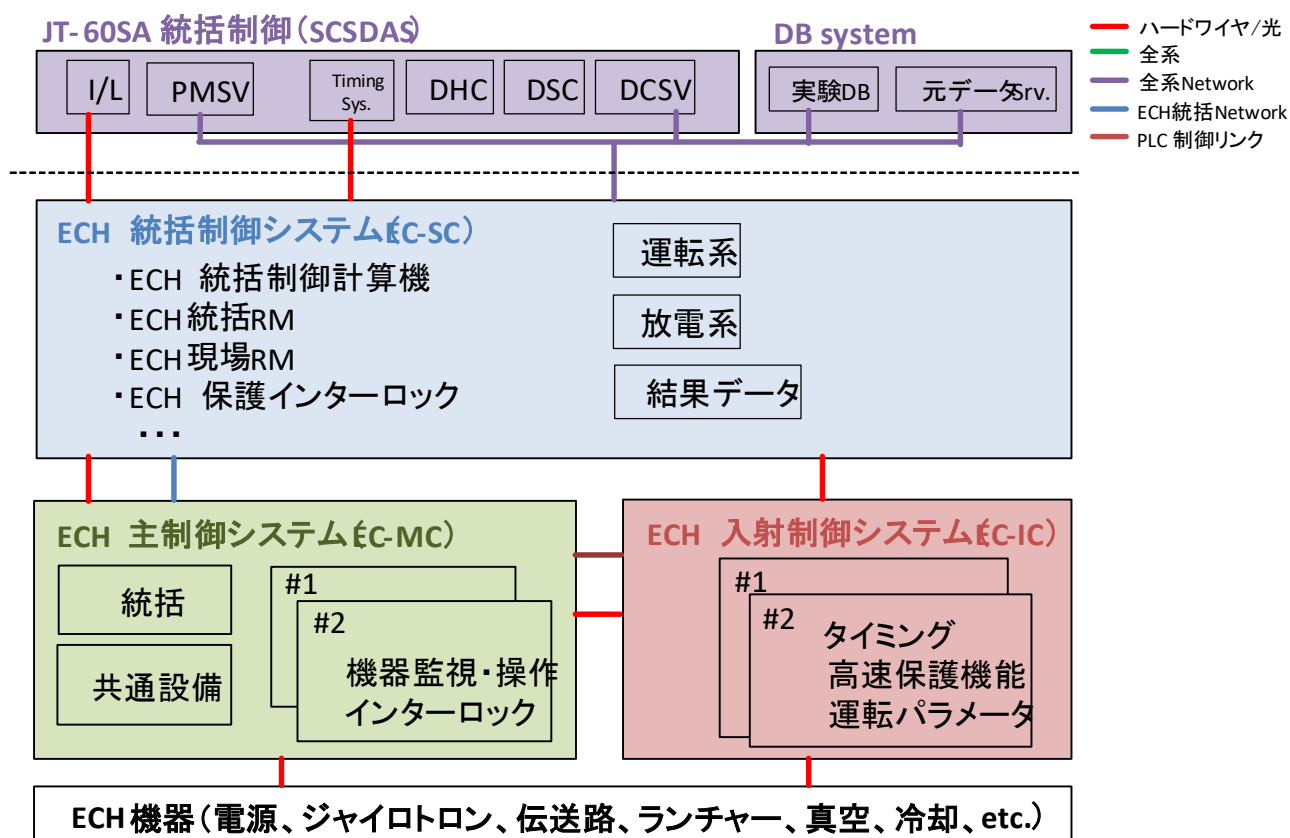 JT-60SA 統括制御（SCSDAS)
DB system
I/L
PMSV
Timing
Sys.
DHC
DSC
DCSV
実験DB
元データSrv.
ハードワイヤ/光
全系
全系Network
ECH統括Network
PLC 制御リンク
ECH 統括制御システム(EC-SC）
・ECH 統括制御計算機
・ECH統括RM
・ECH現場RM
・ECH 保護インターロック
・・・
運転系
放電系
結果データ
ECH 主制御システム(EC-MC）
統括
共通設備
#1
#2
機器監視・操作
インターロック
ECH 入射制御システム(EC-IC）
#1
#2
タイミング
高速保護機能
運転パラメータ
ECH機器（電源、ジャイロトロン、伝送路、ランチャー、真空、冷却、etc.）